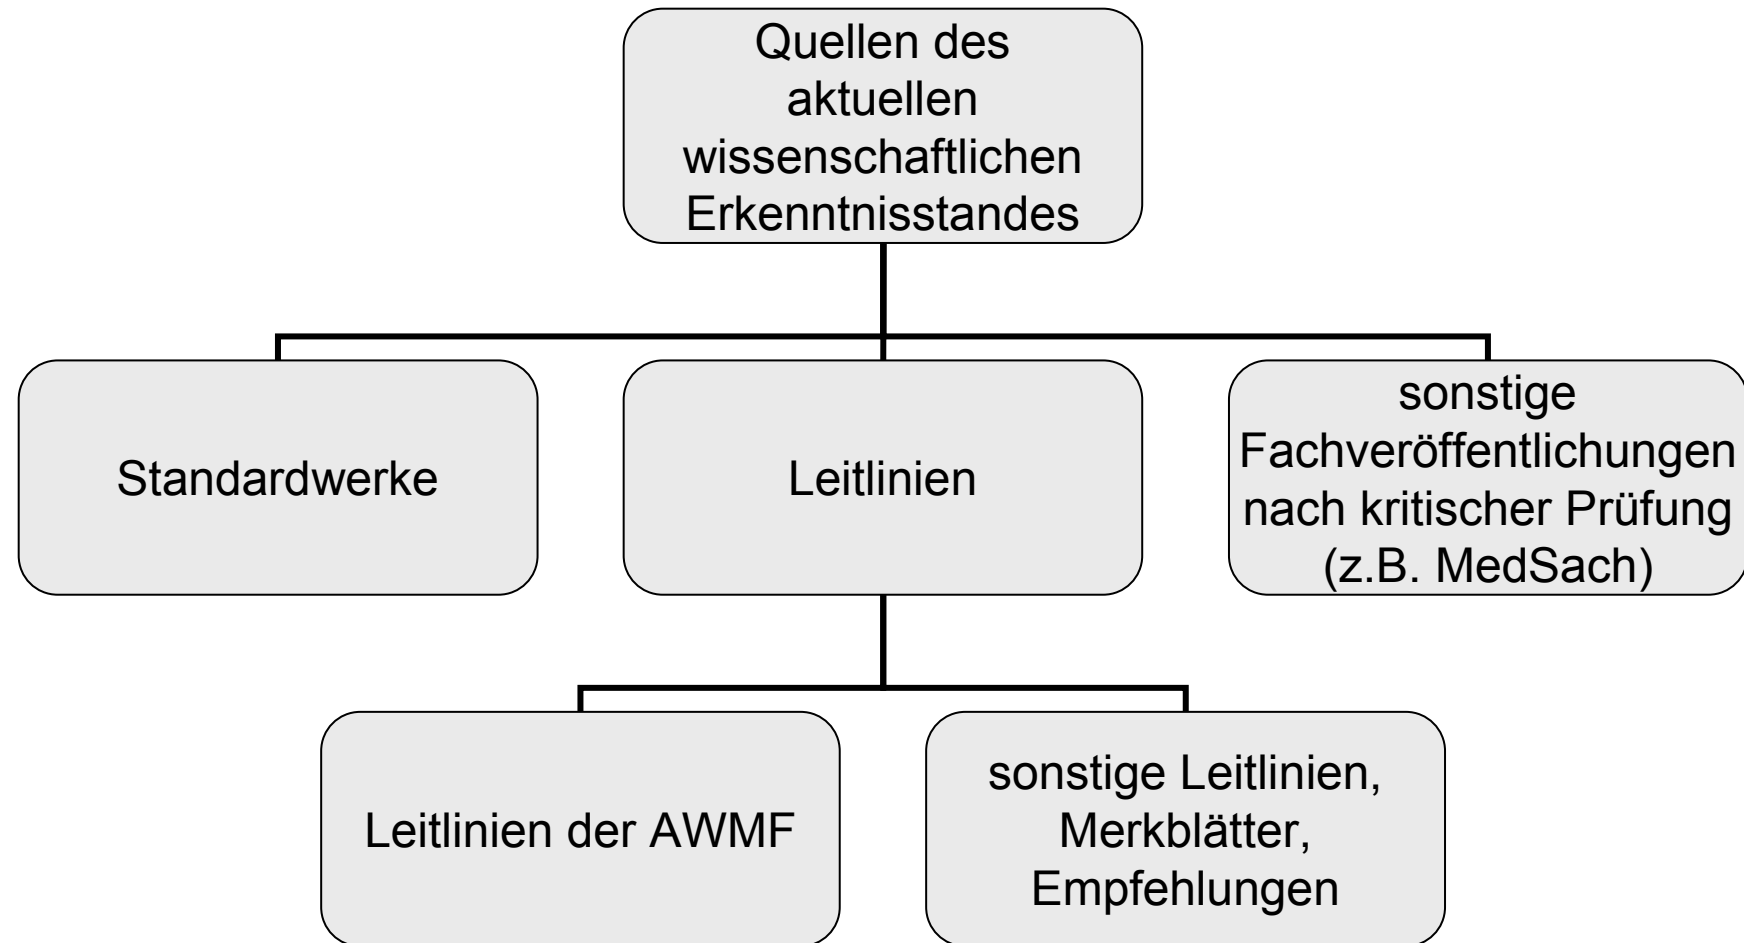 Quellen des
aktuellen
wissenschaftlichen
Erkenntnisstandes
Standardwerke
Leitlinien
sonstige
Fachveröffentlichungen
nach kritischer Prüfung
(z.B. MedSach)
Leitlinien der AWMF
sonstige Leitlinien,
Merkblätter,
Empfehlungen